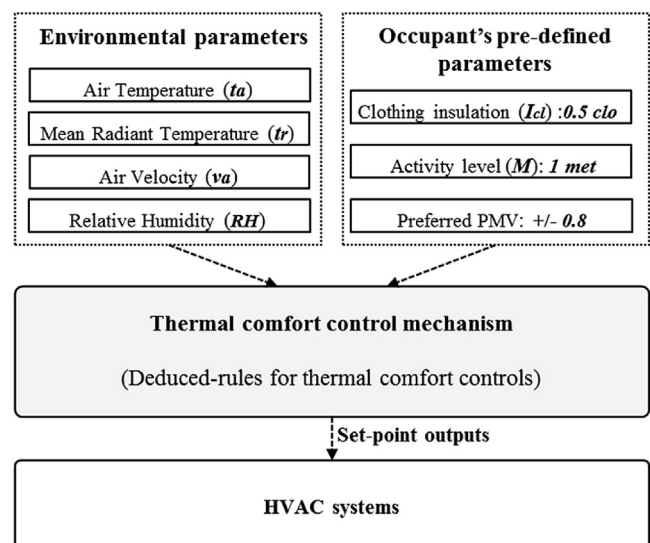 Environmental parameters
Air Temperature (ta)
Mean Radiant Temperature (tr)
Air Velocity (va)
Relative Humidity (RH)
Occupant's pre-defined
parameters
Clothing insulation (Icl) :0.5 clo
Activity level (M): 1 met
Preferred PMV: +/- 0.8
Thermal comfort control mechanism
(Deduced-rules for thermal comfort controls)
Set-point outputs
HVAC systems